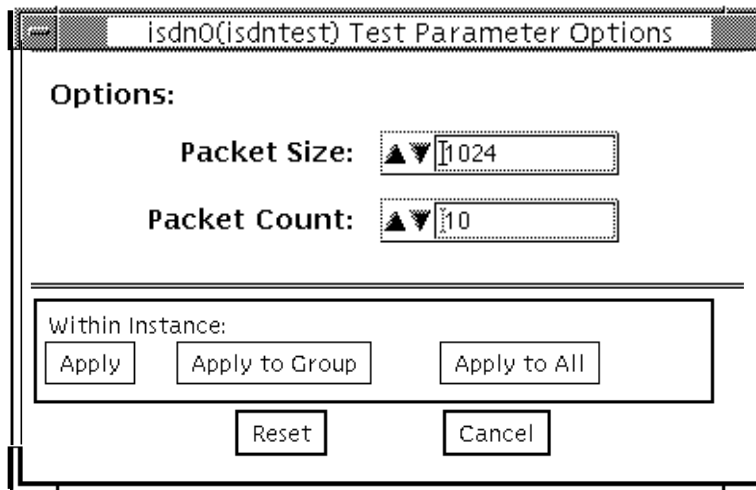 isdn0(isdntest) Test Parameter Options
Options:
Packet Size: 1024
Packet Count: 10
Within Instance:
Apply Apply to Group Apply to All
Reset Cancel